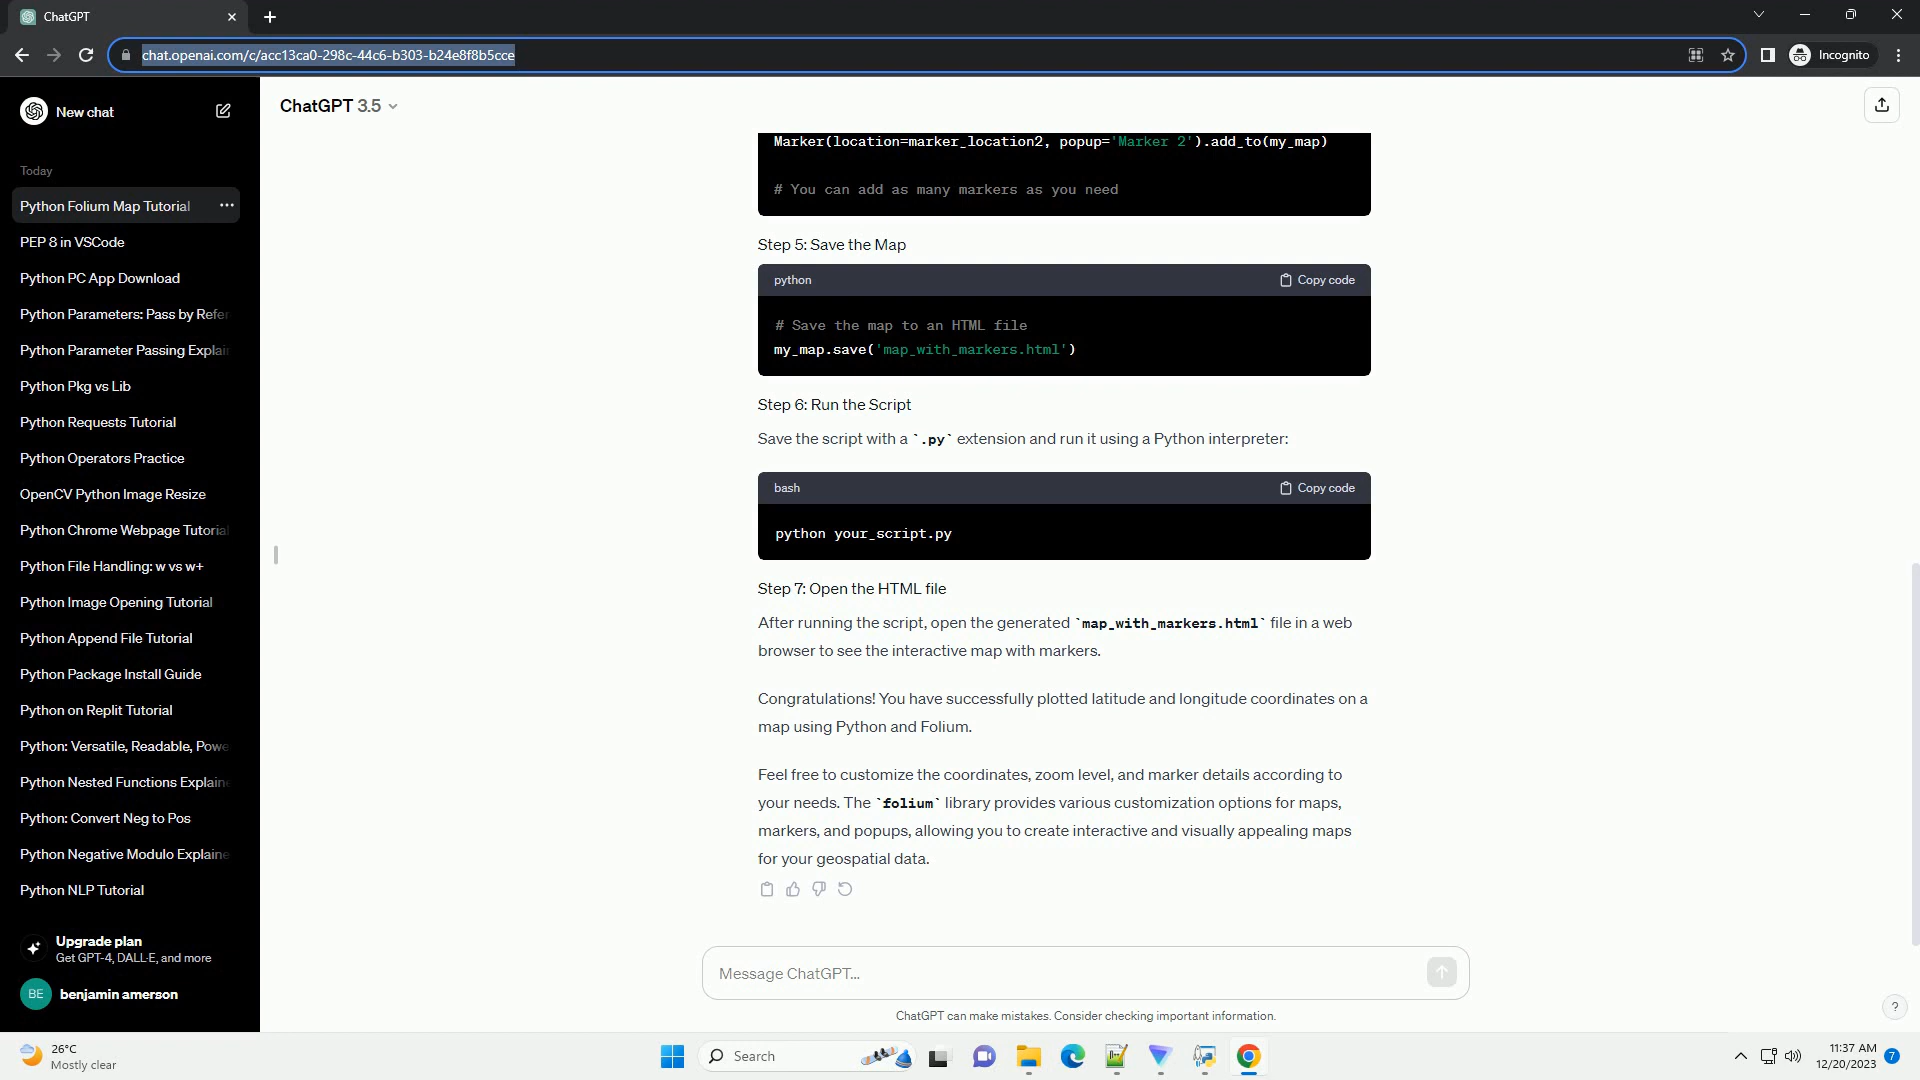 ChatGPT
chat.openai.com/c/acc13ca0-298c-44c6-b303-b24e8f8b5cce
Incognito
New chat
Today
Python Folium Map Tutorial
PEP 8 in VSCode
Python PC App Download
Python Parameters: Pass by Refer
Python Parameter Passing Explai
Python Pkg vs Lib
Python Requests Tutorial
Python Operators Practice
OpenCV Python Image Resize
Python Chrome Webpage Tutorial
Python File Handling: w vs w+
Python Image Opening Tutorial
Python Append File Tutorial
Python Package Install Guide
Python on Replit Tutorial
Python: Versatile, Readable, Powe
Python Nested Functions Explaine
Python: Convert Neg to Pos
Python Negative Modulo Explaine
Python NLP Tutorial
Upgrade plan
Get GPT-4, DALL·E, and more
BE
benjamin amerson
ChatGPT 3.5
Marker(location=marker_location2, popup='Marker 2').add_to(my_map)
# You can add as many markers as you need
Step 5: Save the Map
python
Copy code
# Save the map to an HTML file
my_map.save('map_with_markers.html')
Step 6: Run the Script
Save the script with a `.py` extension and run it using a Python interpreter:
bash
Copy code
python your_script.py
Step 7: Open the HTML file
After running the script, open the generated `map_with_markers.html` file in a web
browser to see the interactive map with markers.
Congratulations! You have successfully plotted latitude and longitude coordinates on a
map using Python and Folium.
Feel free to customize the coordinates, zoom level, and marker details according to
your needs. The `folium` library provides various customization options for maps,
markers, and popups, allowing you to create interactive and visually appealing maps
for your geospatial data.
Message ChatGPT...
ChatGPT can make mistakes. Consider checking important information.
?
26°C
Mostly clear
Search
11:37 AM
12/20/2023
7